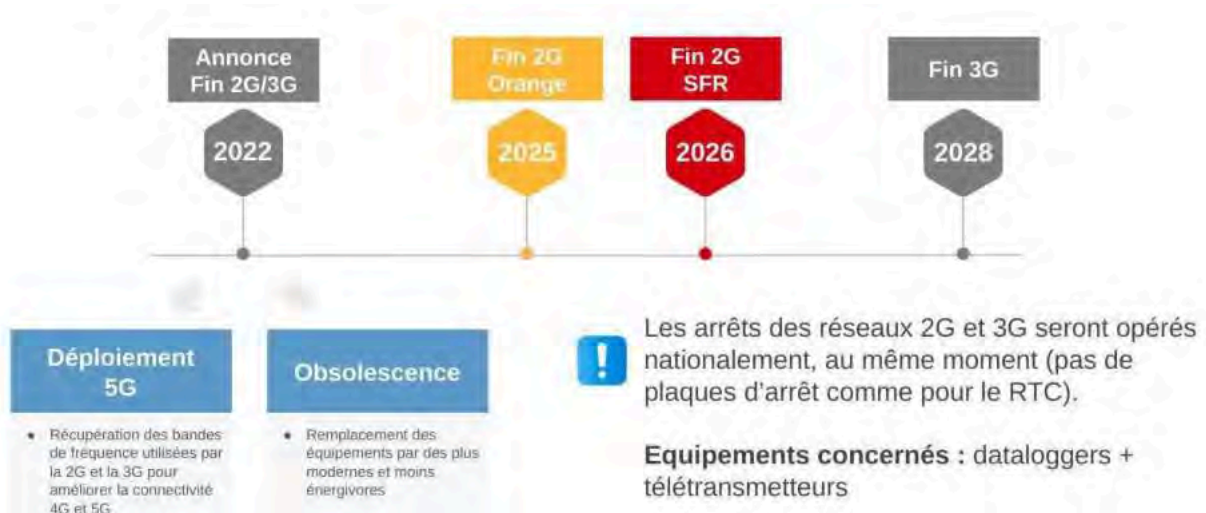 Annonce
Fin 2G/3G
Fin 2G
Orange
Fin 2G
SFR
Fin 3G
2022
2025
2026
2028
Déploiement
5G
● Récupération des bandes
de fréquence utilisées par
la 2G et la 3G pour
améliorer la connectivité
4G et 5G
Obsolescence
● Remplacement des
équipements par des plus
modernes et moins
énergivores
!
Les arrêts des réseaux 2G et 3G seront opérés
nationalement, au même moment (pas de
plaques d'arrêt comme pour le RTC).
Equipements concernés : dataloggers +
télétransmetteurs